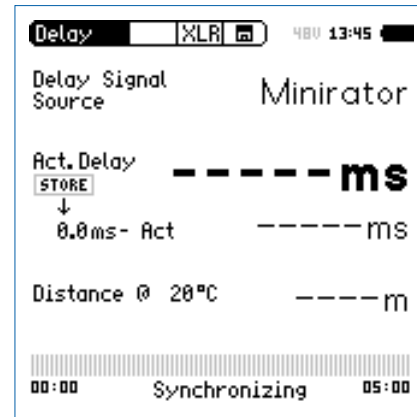 Delay XLR 48V 13:45
Delay Signal Source Minirator
Act. Delay -----ms
STORE
↓
0.0ms- Act -----ms
Distance @ 20°C ----m
00:00 Synchronizing 05:00